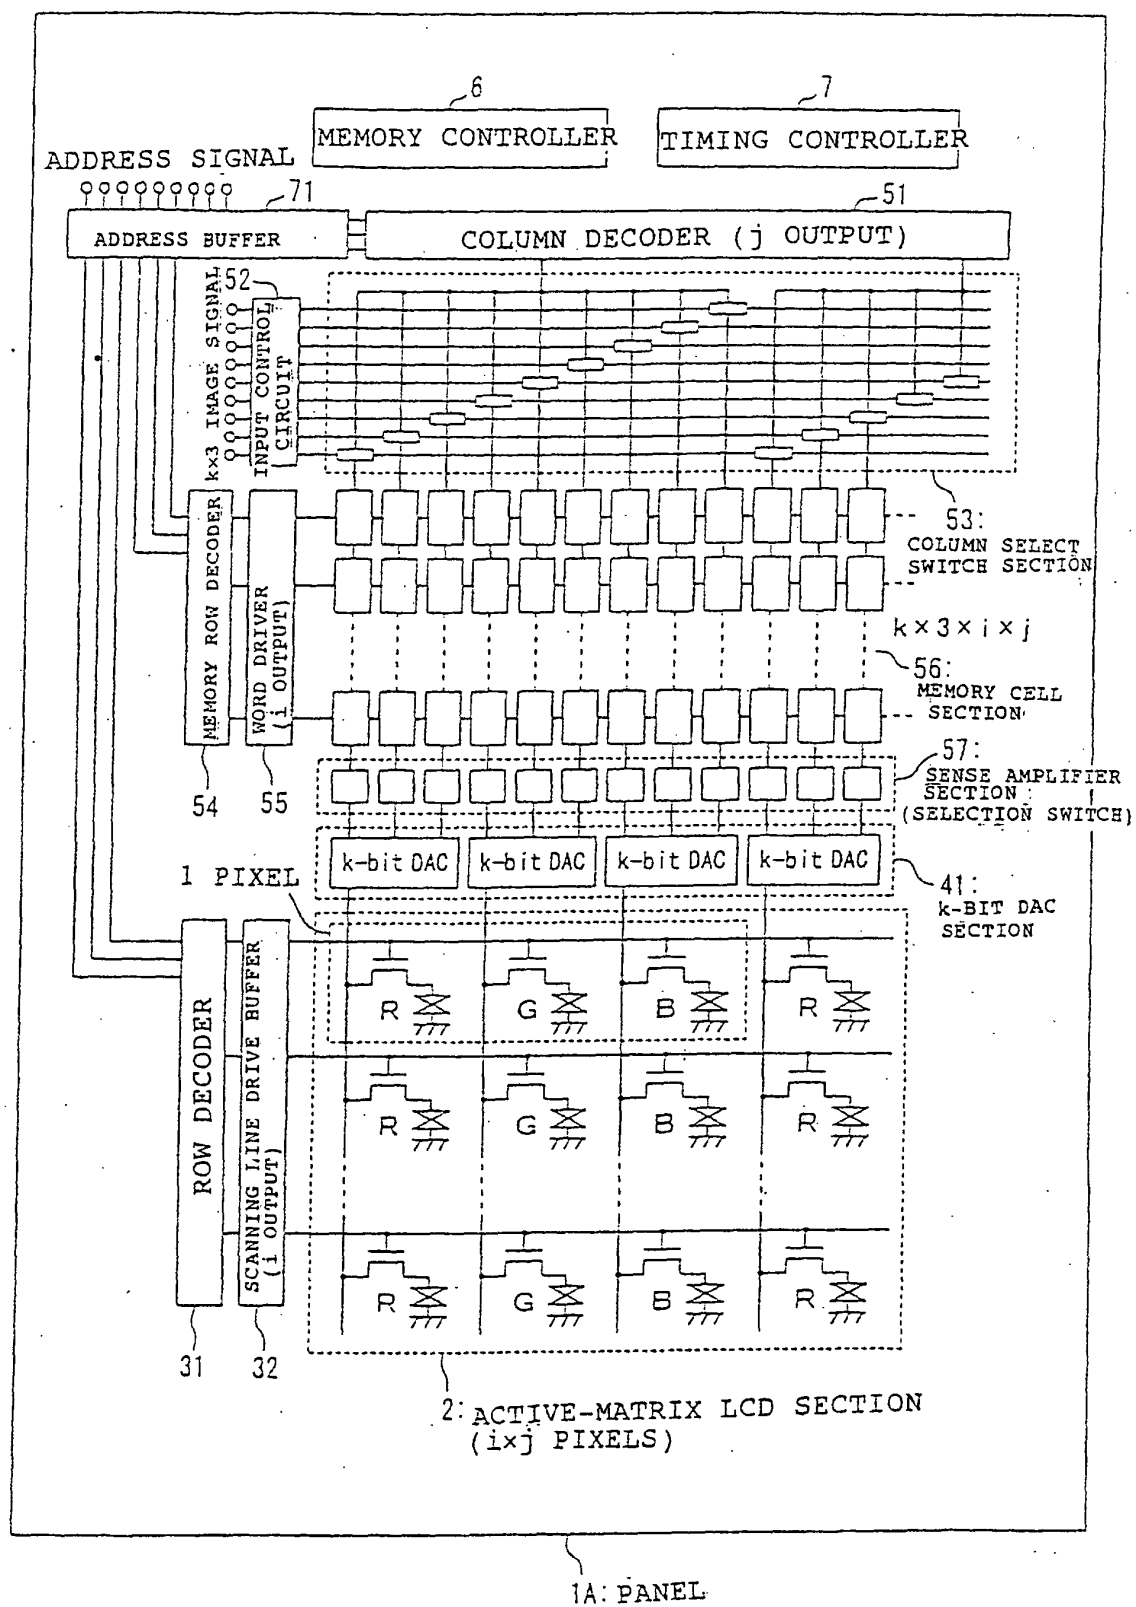 6
7
MEMORY CONTROLLER
TIMING CONTROLLER
ADDRESS SIGNAL
71
51
ADDRESS BUFFER
COLUMN DECODER (j OUTPUT)
k×3 IMAGE SIGNAL
52
INPUT CONTROL
CIRCUIT
53:
COLUMN SELECT
SWITCH SECTION
MEMORY ROW DECODER
WORD DRIVER
(i OUTPUT)
k×3×i×j
56:
MEMORY CELL
SECTION
54
55
57:
SENSE AMPLIFIER
SECTION
(SELECTION SWITCH)
k-bit DAC
k-bit DAC
k-bit DAC
k-bit DAC
1 PIXEL
41:
k-BIT DAC
SECTION
R G B R
R G B R
R G B R
ROW DECODER
SCANNING LINE DRIVE BUFFER
(i OUTPUT)
31
32
2: ACTIVE-MATRIX LCD SECTION
(i×j PIXELS)
1A: PANEL